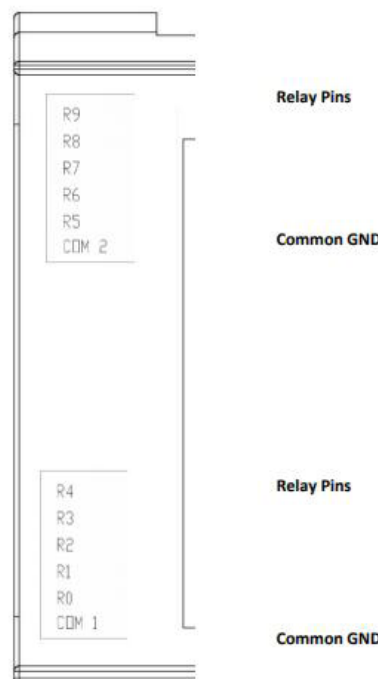 R9
R8
R7
R6
R5
COM 2
Relay Pins
Common GND
R4
R3
R2
R1
R0
COM 1
Relay Pins
Common GND